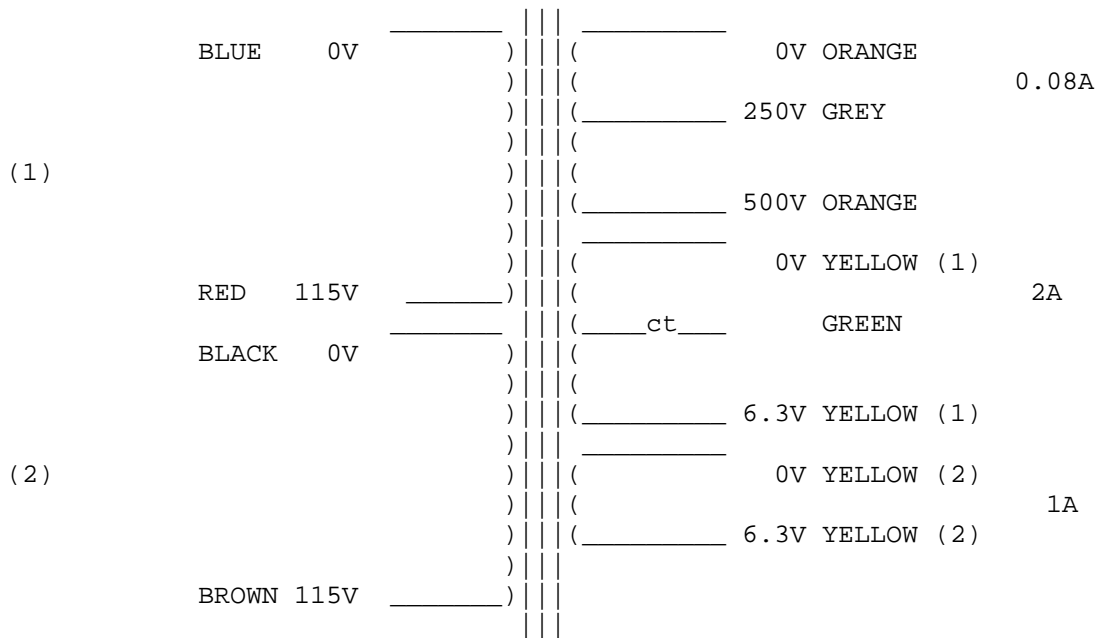 BLUE 0V 0V ORANGE
0.08A
250V GREY
(1)
500V ORANGE
0V YELLOW (1)
RED 115V 2A
ct GREEN
BLACK 0V
6.3V YELLOW (1)
(2) 0V YELLOW (2)
1A
6.3V YELLOW (2)
BROWN 115V